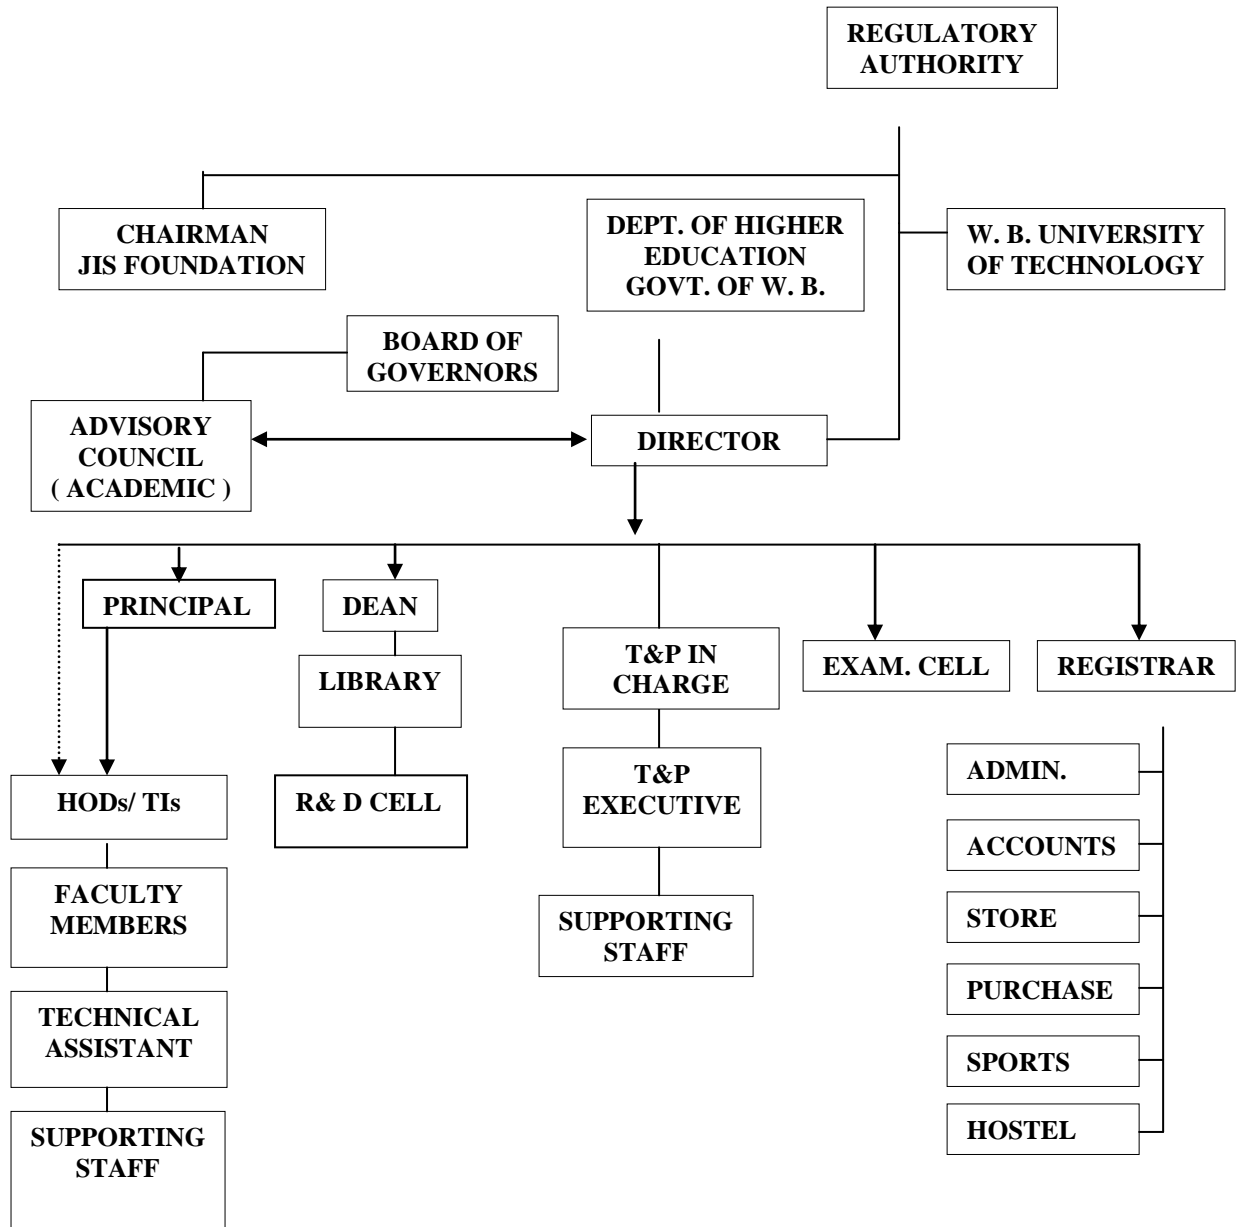 REGULATORY
AUTHORITY
CHAIRMAN
JIS FOUNDATION
DEPT. OF HIGHER
EDUCATION
GOVT. OF W. B.
W. B. UNIVERSITY
OF TECHNOLOGY
BOARD OF
GOVERNORS
ADVISORY
COUNCIL
( ACADEMIC )
DIRECTOR
PRINCIPAL
DEAN
LIBRARY
T&P IN
CHARGE
EXAM. CELL
REGISTRAR
HODs/ TIs
R& D CELL
T&P
EXECUTIVE
ADMIN.
ACCOUNTS
FACULTY
MEMBERS
SUPPORTING
STAFF
STORE
PURCHASE
TECHNICAL
ASSISTANT
SPORTS
HOSTEL
SUPPORTING
STAFF